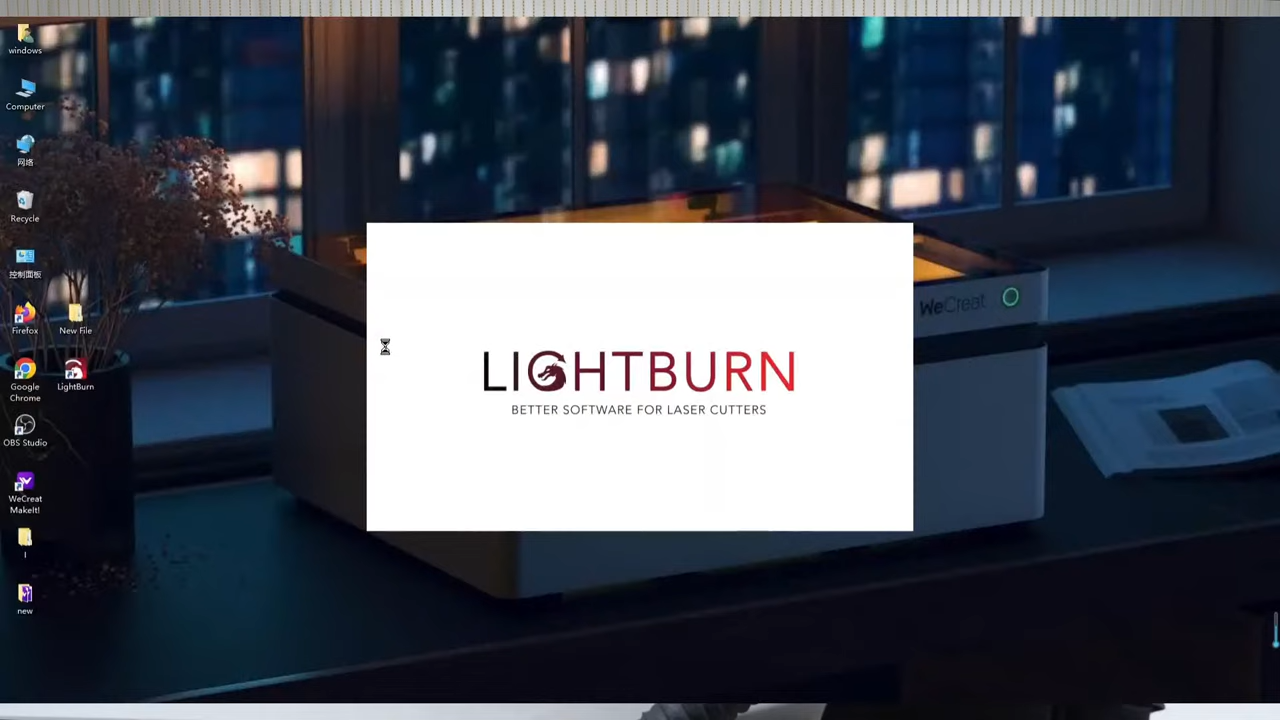 windows
Computer
网络
Recycle
控制面板
Firefox
New File
Google
Chrome
LightBurn
OBS Studio
WeCreat
MakeIt!
new
LIGHTBURN
BETTER SOFTWARE FOR LASER CUTTERS
WeCreat